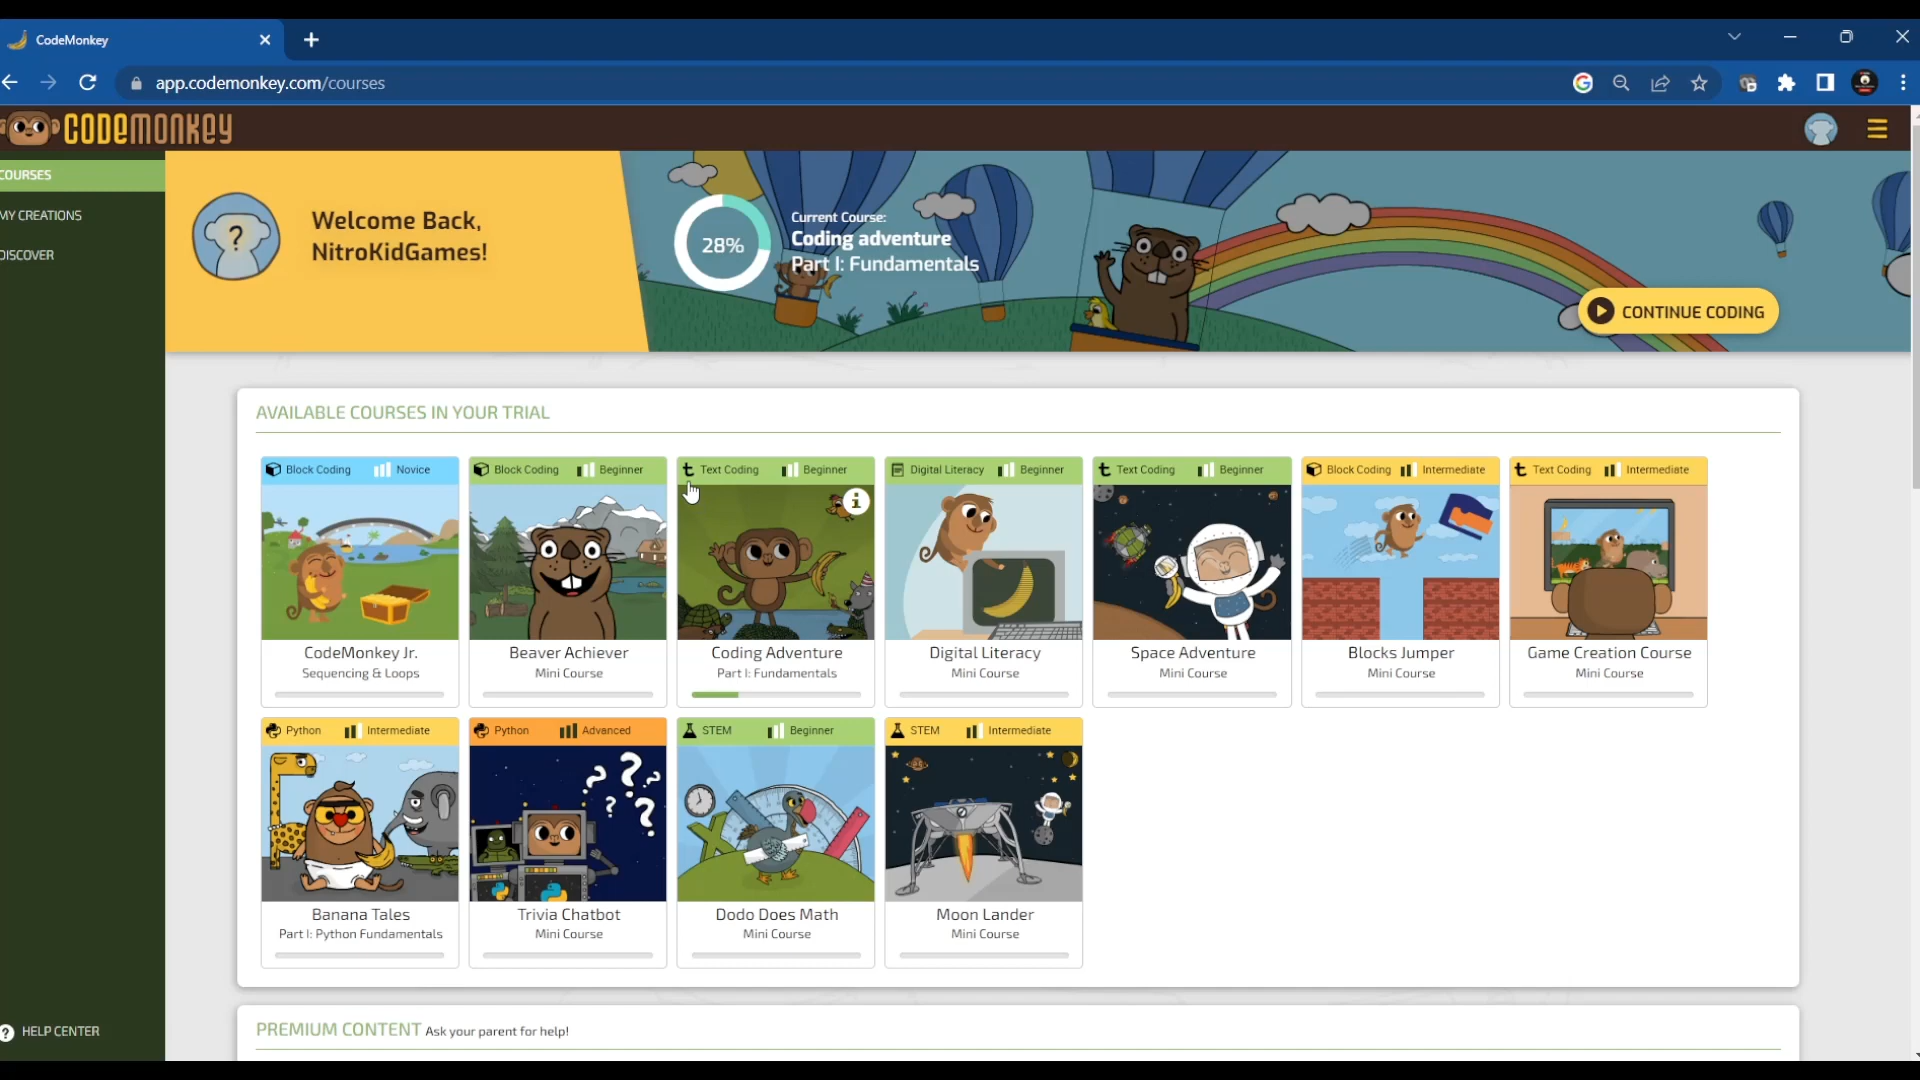 CodeMonkey
app.codemonkey.com/courses
CODEMONKEY
COURSES
MY CREATIONS
DISCOVER
HELP CENTER
?
Welcome Back,
NitroKidGames!
28%
Current Course:
Coding adventure
Part I: Fundamentals
CONTINUE CODING
AVAILABLE COURSES IN YOUR TRIAL
Block Coding Novice
CodeMonkey Jr.
Sequencing & Loops
Block Coding Beginner
Beaver Achiever
Mini Course
Text Coding Beginner
Coding Adventure
Part I: Fundamentals
Digital Literacy Beginner
Digital Literacy
Mini Course
Text Coding Beginner
Space Adventure
Mini Course
Block Coding Intermediate
Blocks Jumper
Mini Course
Text Coding Intermediate
Game Creation Course
Mini Course
Python Intermediate
Banana Tales
Part I: Python Fundamentals
Python Advanced
? ? ? ? ? ?
Trivia Chatbot
Mini Course
STEM Beginner
Dodo Does Math
Mini Course
STEM Intermediate
Moon Lander
Mini Course
PREMIUM CONTENT Ask your parent for help!